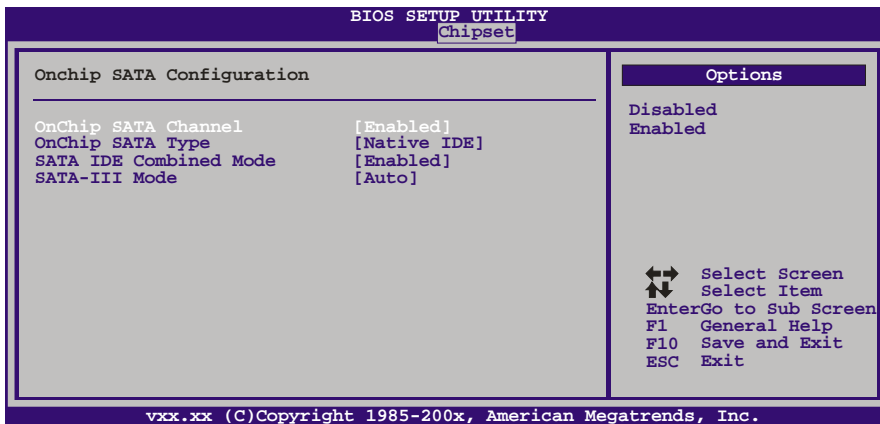 BIOS SETUP UTILITY
Chipset
Onchip SATA Configuration
OnChip SATA Channel [Enabled]
OnChip SATA Type [Native IDE]
SATA IDE Combined Mode [Enabled]
SATA-III Mode [Auto]
Options
Disabled
Enabled
Select Screen
Select Item
EnterGo to Sub Screen
F1 General Help
F10 Save and Exit
ESC Exit
vxx.xx (C)Copyright 1985-200x, American Megatrends, Inc.